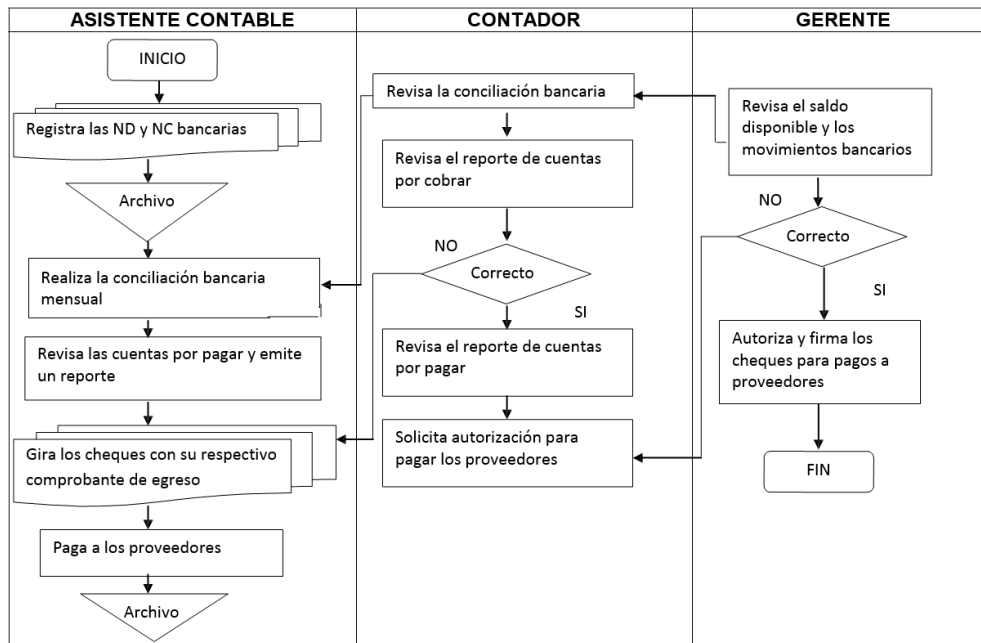 ASISTENTE CONTABLE
INICIO
Registra las ND y NC bancarias
Archivo
Realiza la conciliación bancaria
mensual
Revisa las cuentas por pagar y emite
un reporte
Gira los cheques con su respectivo
comprobante de egreso
Paga a los proveedores
Archivo
CONTADOR
Revisa la conciliación bancaria
Revisa el reporte de cuentas
por cobrar
NO
Correcto
SI
Revisa el reporte de cuentas
por pagar
Solicita autorización para
pagar los proveedores
GERENTE
Revisa el saldo
disponible y los
movimientos bancarios
NO
Correcto
SI
Autoriza y firma los
cheques para pagos a
proveedores
FIN